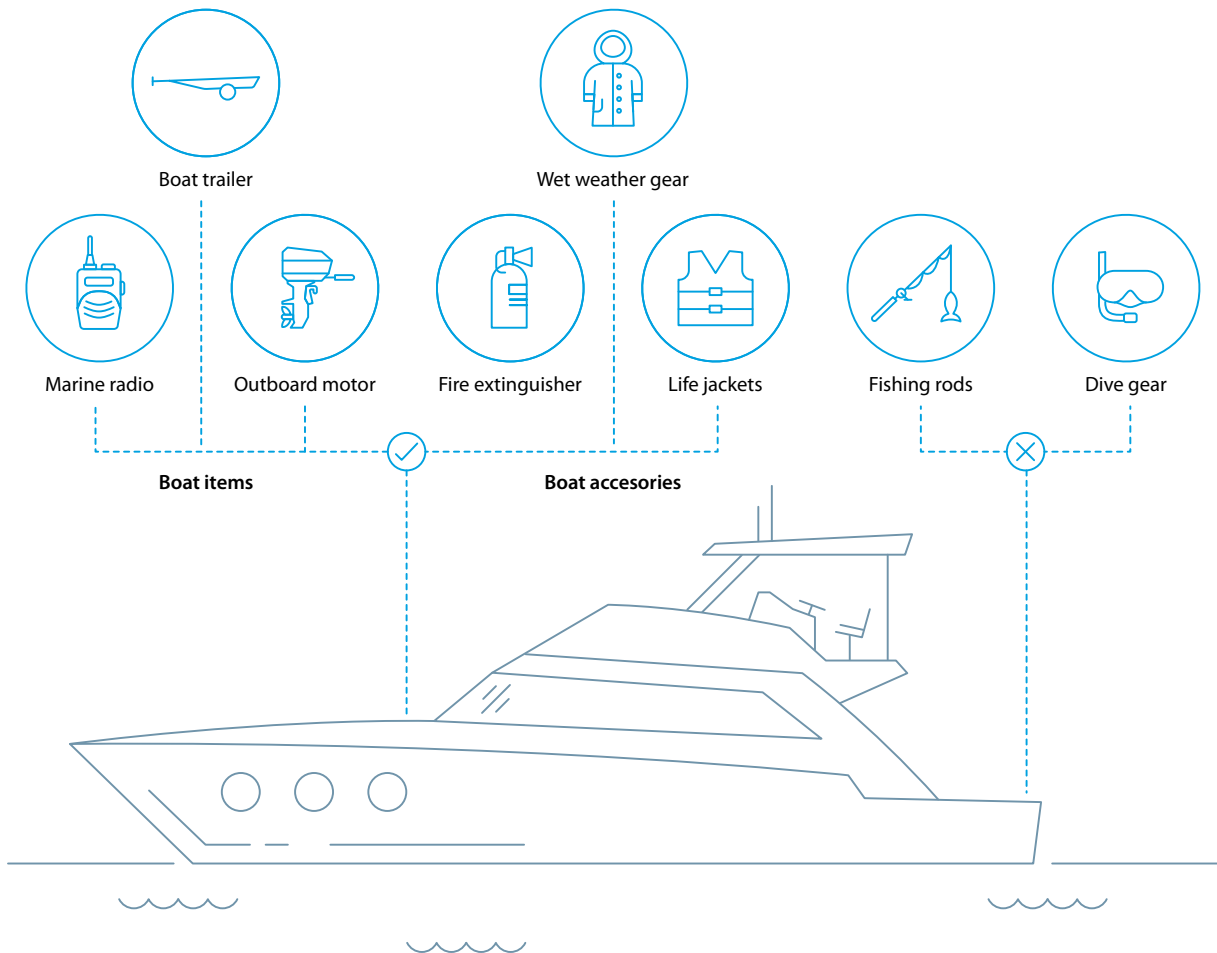 Boat trailer
Wet weather gear
Marine radio
Outboard motor
Fire extinguisher
Life jackets
Fishing rods
Dive gear
Boat items
Boat accesories